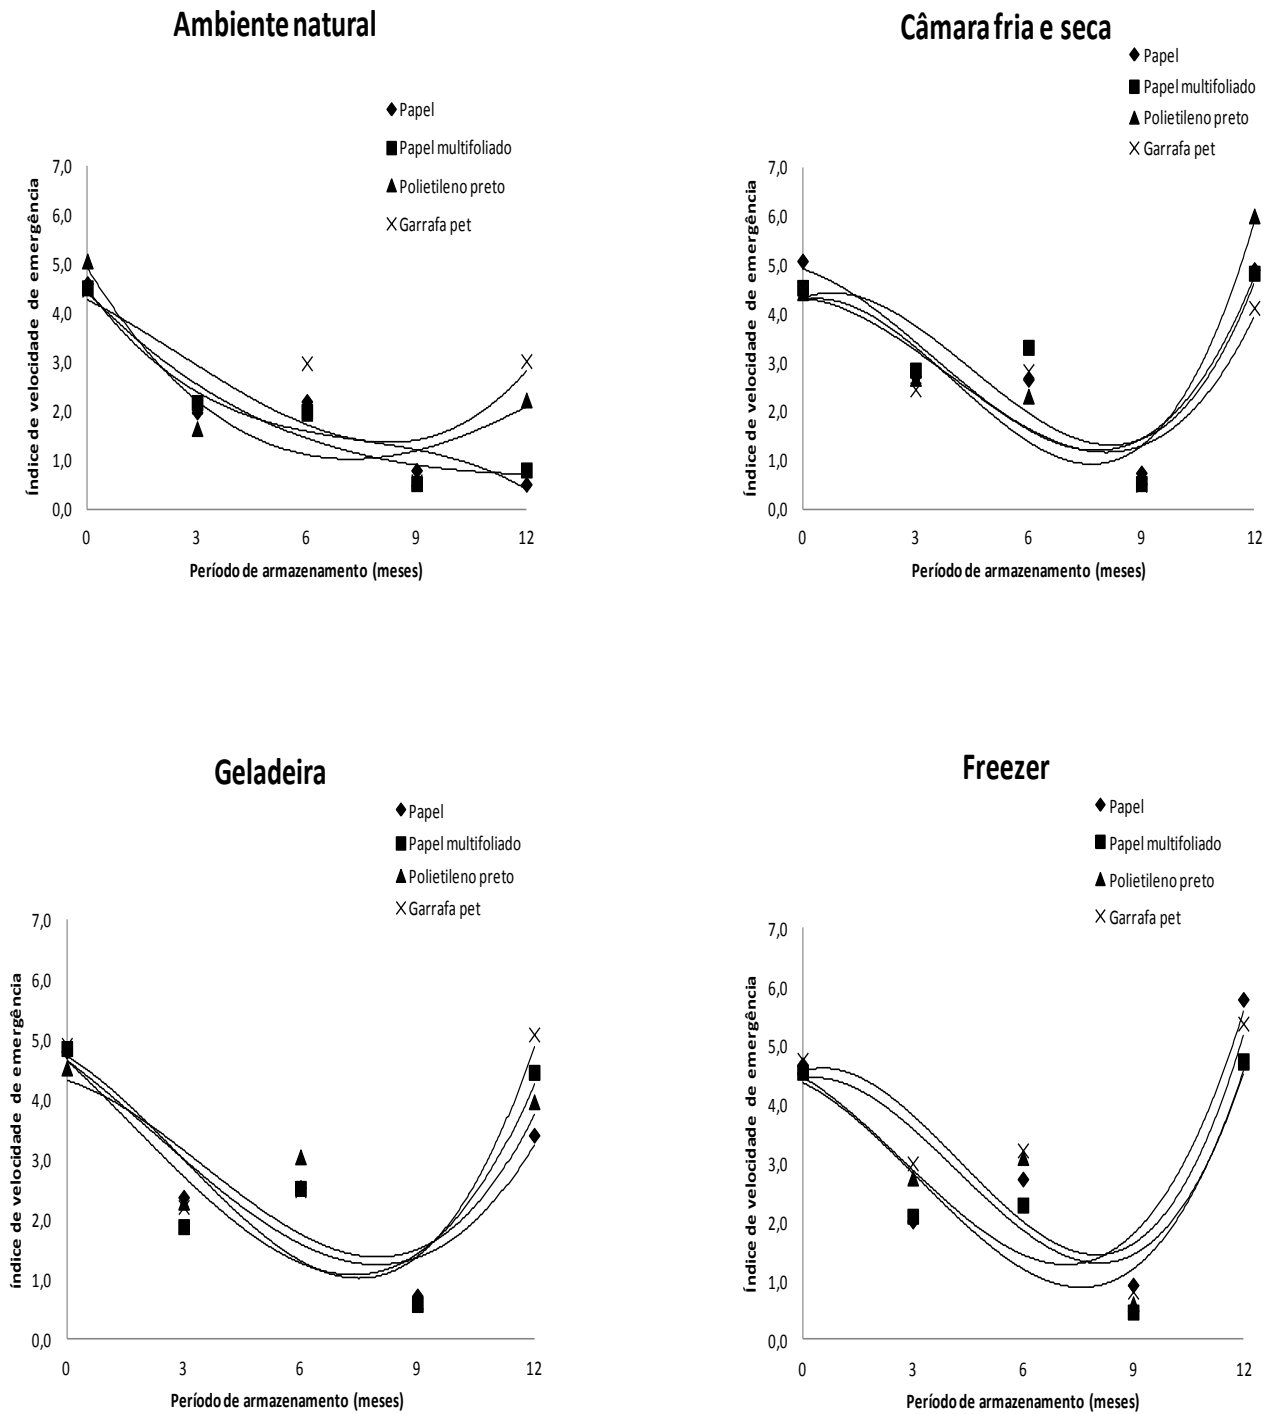 Ambiente natural
Papel
Papel multifoliado
Polietileno preto
Garrafa pet
Índice de velocidade de emergência
7,0
6,0
5,0
4,0
3,0
2,0
1,0
0,0
0 3 6 9 12
Período de armazenamento (meses)
Câmara fria e seca
Papel
Papel multifoliado
Polietileno preto
Garrafa pet
Índice de velocidade de emergência
7,0
6,0
5,0
4,0
3,0
2,0
1,0
0,0
0 3 6 9 12
Período de armazenamento (meses)
Geladeira
Papel
Papel multifoliado
Polietileno preto
Garrafa pet
índice de velocidade de emergência
7,0
6,0
5,0
4,0
3,0
2,0
1,0
0,0
0 3 6 9 12
Período de armazenamento (meses)
Freezer
Papel
Papel multifoliado
Polietileno preto
Garrafa pet
Índice de velocidade de emergência
7,0
6,0
5,0
4,0
3,0
2,0
1,0
0,0
0 3 6 9 12
Período de armazenamento (meses)